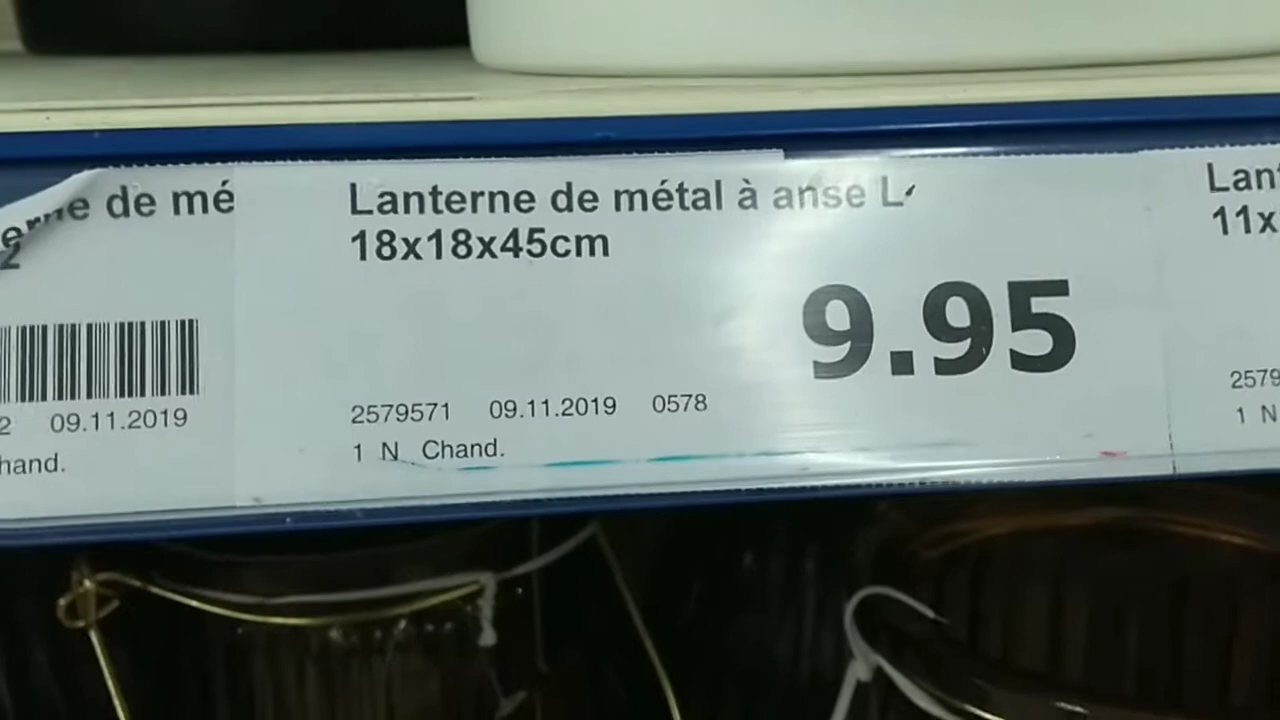 erne de mé
2
2 09.11.2019
hand.
Lanterne de métal à anse L
18x18x45cm
9.95
2579571 09.11.2019 0578
1 N Chand.
Lan
11x
2579
1 N